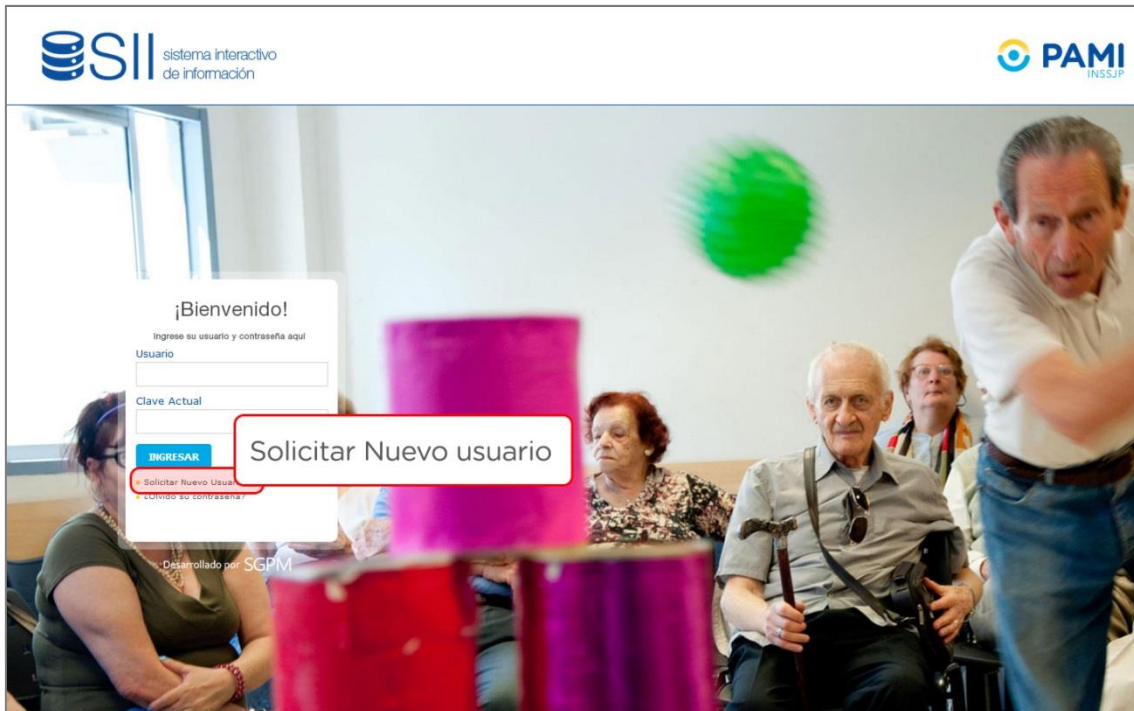 SII
sistema interactivo
de información
PAMI
INSSJP
¡Bienvenido!
Ingrese su usuario y contraseña aquí
Usuario
Clave Actual
INGRESAR
Solicitar Nuevo usuario
Solicitar Nuevo
¿Olvidó su contraseña?
Desarrollado por SGPM